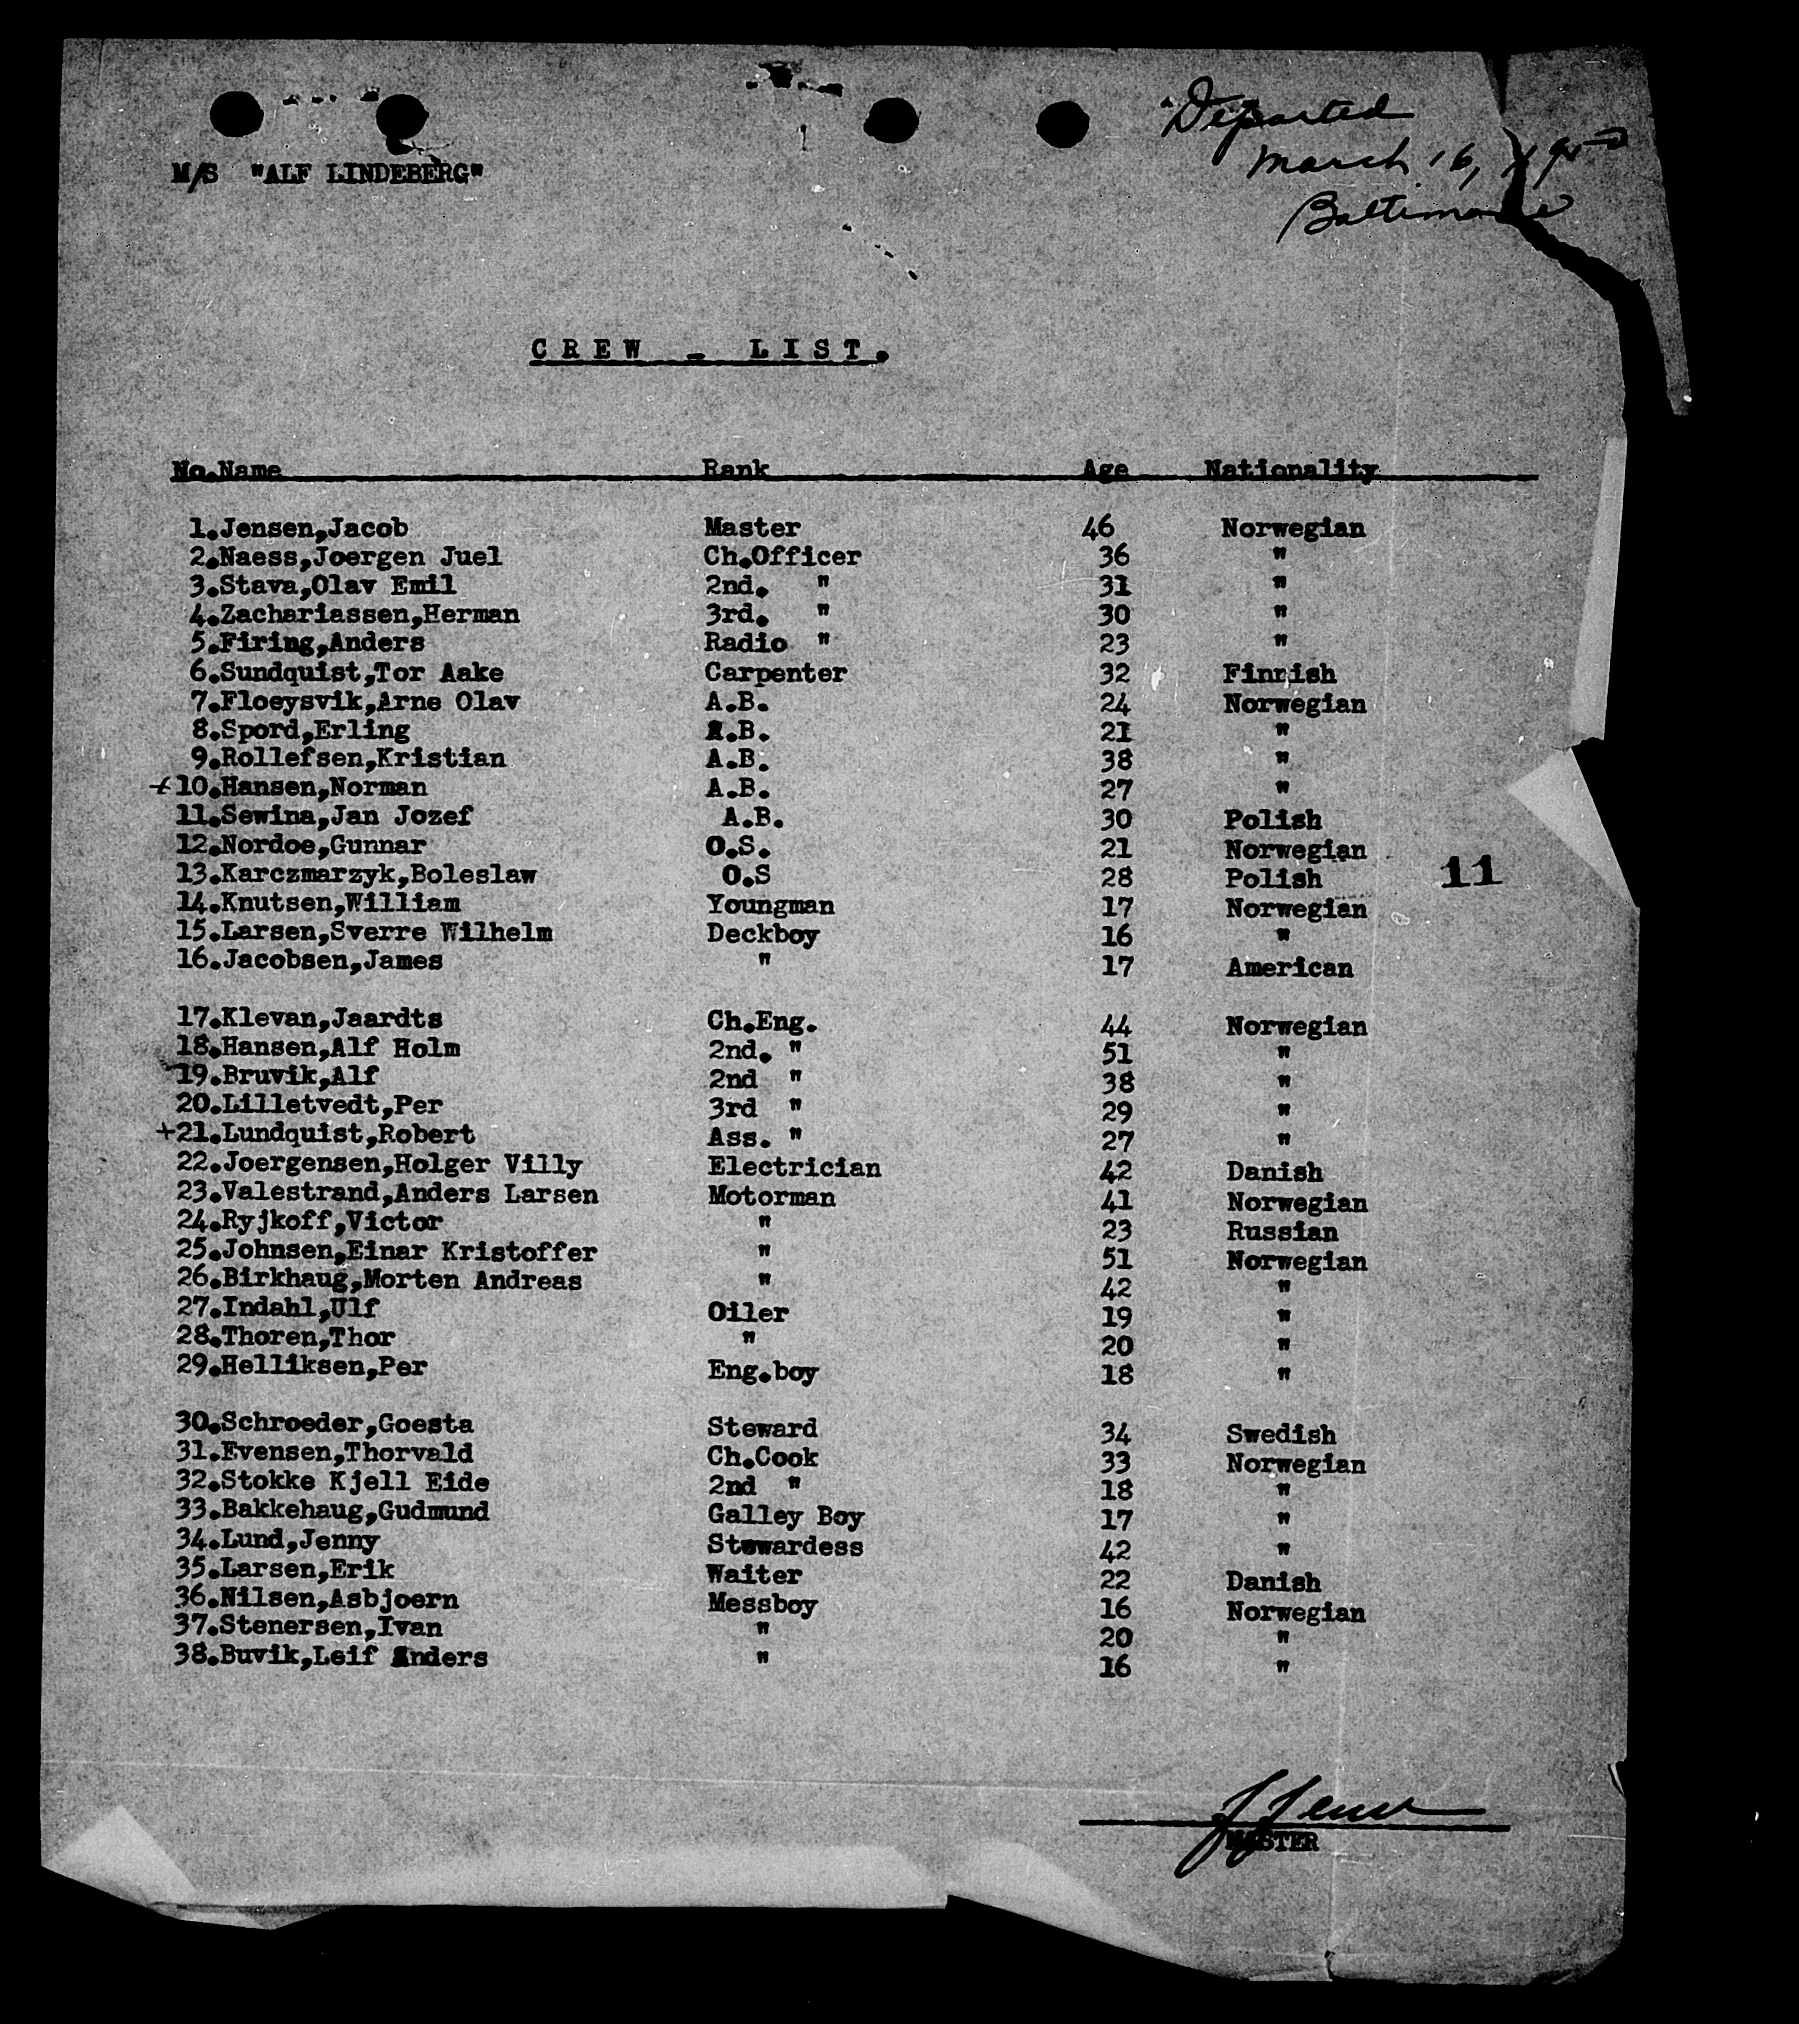 Departed
March 16, 1950
Baltimore
M/S "ALF LINDEBERG"
CREW - LIST.
No.Name Rank Age Nationality
1.Jensen,Jacob Master 46 Norwegian
2.Naess,Joergen Juel Ch.Officer 36 "
3.Stava,Olav Emil 2nd. " 31 "
4.Zachariassen,Herman 3rd. " 30 "
5.Firing,Anders Radio " 23 "
6.Sundquist,Tor Aake Carpenter 32 Finnish
7.Floeysvik,Arne Olav A.B. 24 Norwegian
8.Spord,Erling A.B. 21 "
9.Rollefsen,Kristian A.B. 38 "
+10.Hansen,Norman A.B. 27 "
11.Sewina,Jan Jozef A.B. 30 Polish
12.Nordoe,Gunnar O.S. 21 Norwegian
13.Karczmarzyk,Boleslaw O.S 28 Polish 11
14.Knutsen,William Youngman 17 Norwegian
15.Larsen,Sverre Wilhelm Deckboy 16 "
16.Jacobsen,James " 17 American
17.Klevan,Jaardts Ch.Eng. 44 Norwegian
18.Hansen,Alf Holm 2nd. " 51 "
19.Bruvik,Alf 2nd " 38 "
20.Lilletvedt,Per 3rd " 29 "
+21.Lundquist,Robert Ass. " 27 "
22.Joergensen,Holger Villy Electrician 42 Danish
23.Valestrand,Anders Larsen Motorman 41 Norwegian
24.Ryjkoff,Victor " 23 Russian
25.Johnsen,Einar Kristoffer " 51 Norwegian
26.Birkhaug,Morten Andreas " 42 "
27.Indahl,Ulf Oiler 19 "
28.Thoren,Thor " 20 "
29.Helliksen,Per Eng.boy 18 "
30.Schroeder,Goesta Steward 34 Swedish
31.Evensen,Thorvald Ch.Cook 33 Norwegian
32.Stokke Kjell Eide 2nd " 18 "
33.Bakkehaug,Gudmund Galley Boy 17 "
34.Lund,Jenny Stewardess 42 "
35.Larsen,Erik Waiter 22 Danish
36.Nilsen,Asbjoern Messboy 16 Norwegian
37.Stenersen,Ivan " 20 "
38.Buvik,Leif Anders " 16 "
J Jensen
MASTER